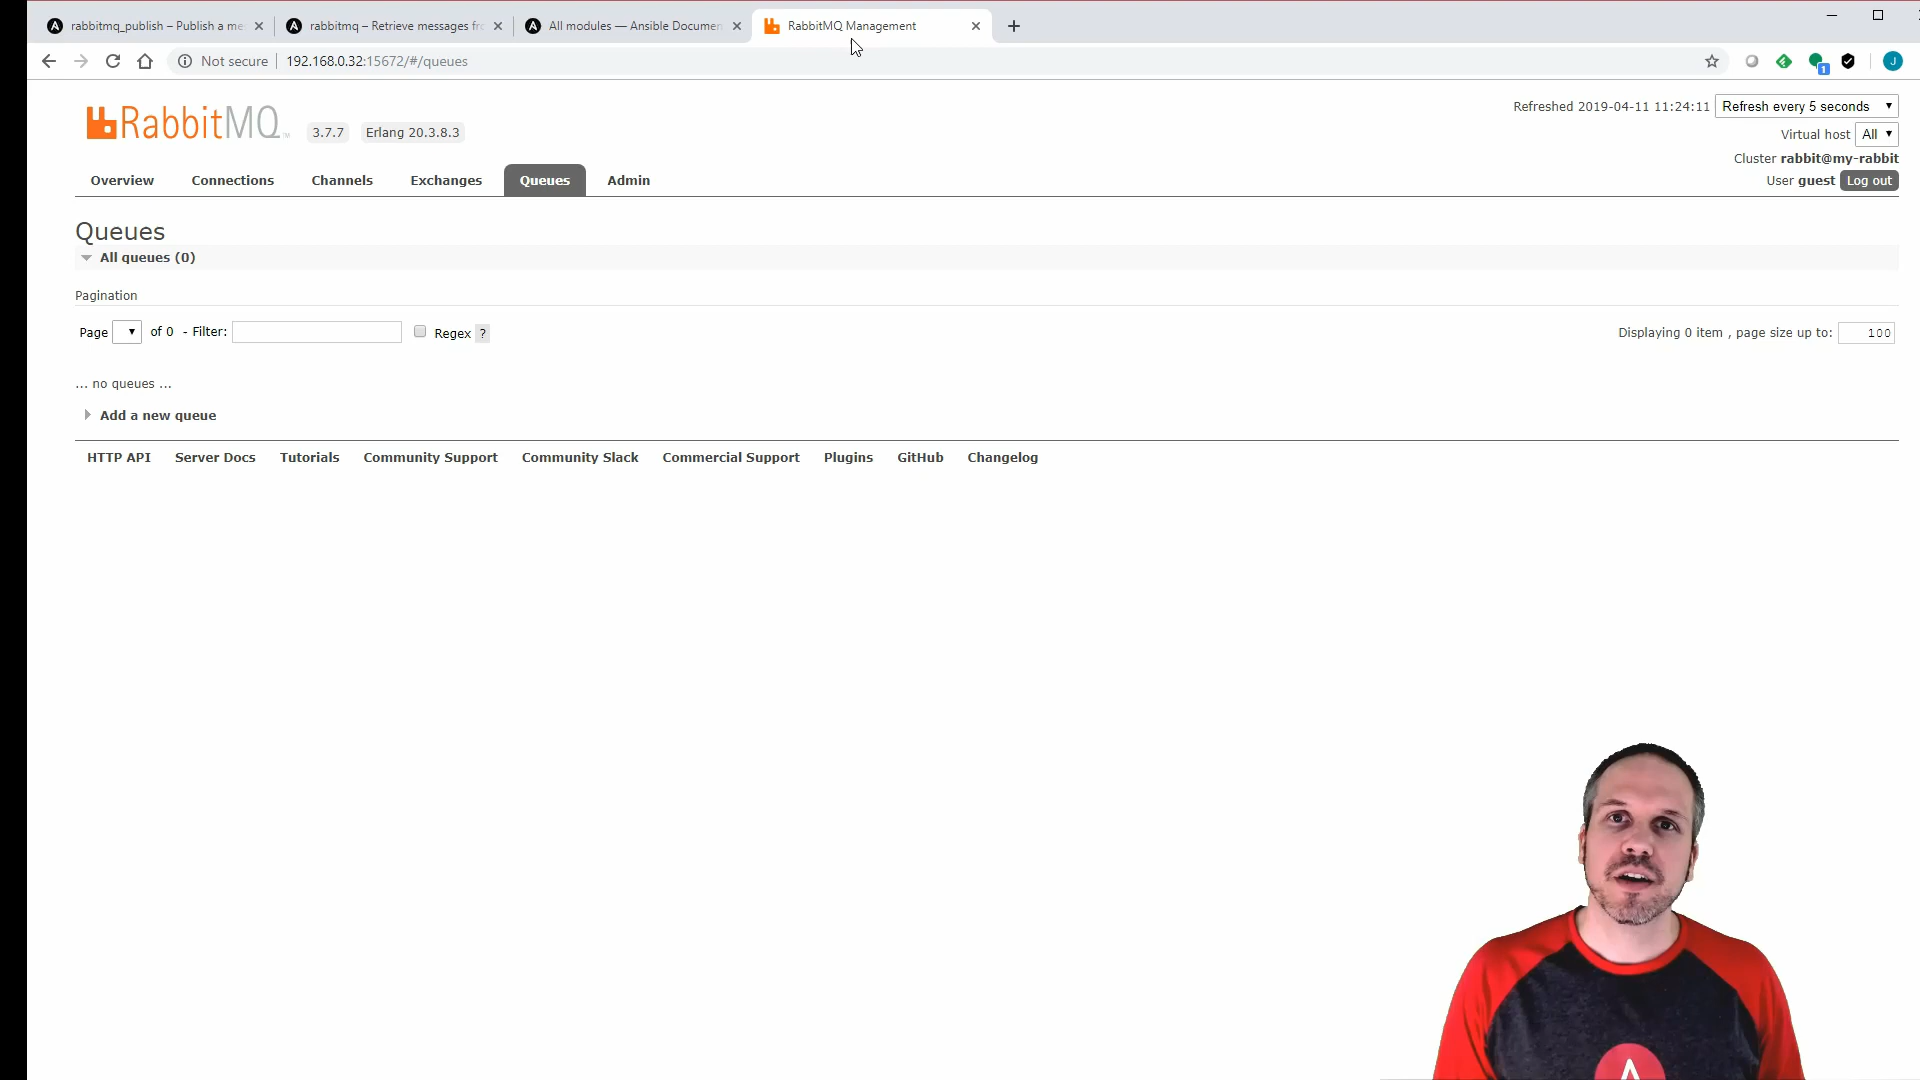 rabbitmq_publish – Publish a me
rabbitmq – Retrieve messages fr
All modules — Ansible Documen
RabbitMQ Management
Not secure
192.168.0.32:15672/#/queues
1
J
RabbitMQ
3.7.7
Erlang 20.3.8.3
Refreshed 2019-04-11 11:24:11
Refresh every 5 seconds
Virtual host All
Cluster rabbit@my-rabbit
User guest Log out
Overview
Connections
Channels
Exchanges
Queues
Admin
Queues
All queues (0)
Pagination
Page of 0 - Filter: Regex ?
Displaying 0 item , page size up to: 100
... no queues ...
Add a new queue
HTTP API
Server Docs
Tutorials
Community Support
Community Slack
Commercial Support
Plugins
GitHub
Changelog